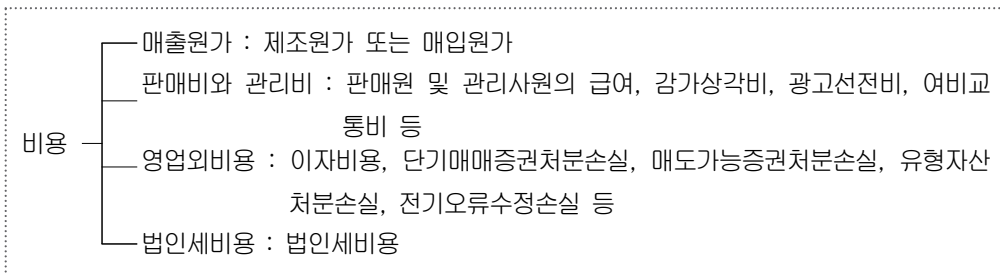 매출원가 : 제조원가 또는 매입원가
판매비와 관리비 : 판매원 및 관리사원의 급여, 감가상각비, 광고선전비, 여비교
통비 등
비용
영업외비용 : 이자비용, 단기매매증권처분손실, 매도가능증권처분손실, 유형자산
처분손실, 전기오류수정손실 등
법인세비용 : 법인세비용